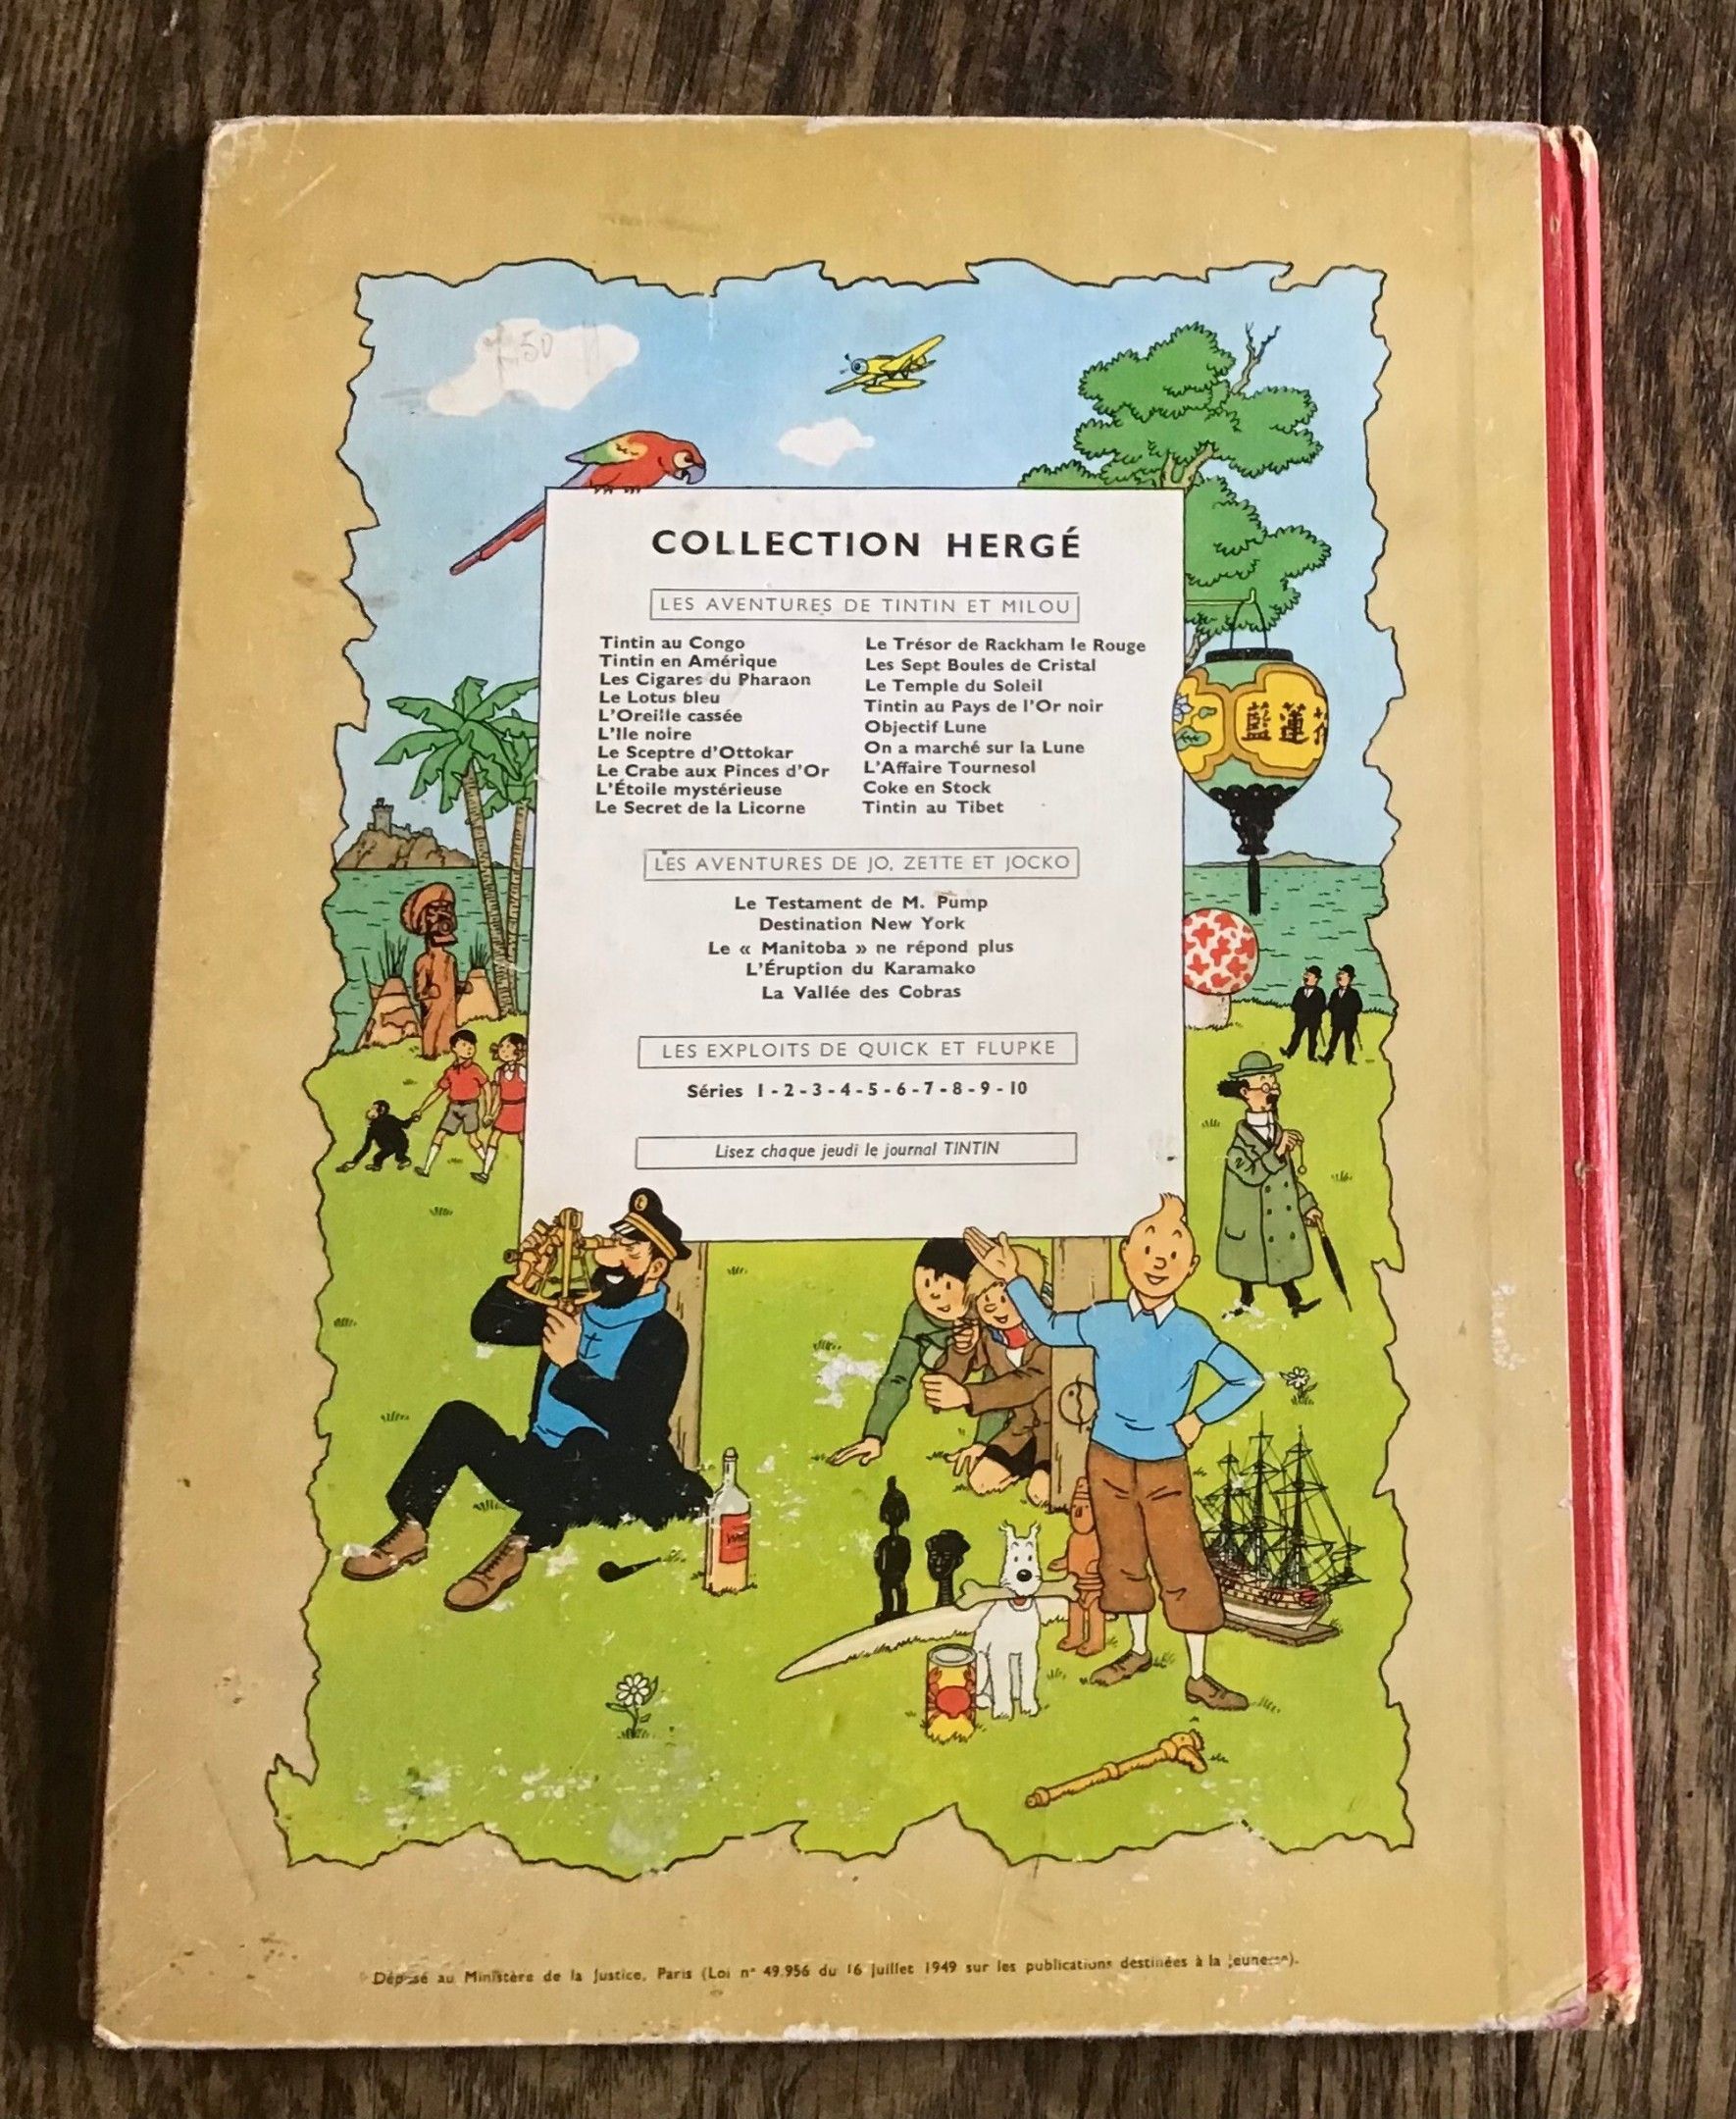 50
COLLECTION HERGÉ
LES AVENTURES DE TINTIN ET MILOU
Tintin au Congo
Tintin en Amérique
Les Cigares du Pharaon
Le Lotus bleu
L'Oreille cassée
L'Ile noire
Le Sceptre d'Ottokar
Le Crabe aux Pinces d'Or
L'Étoile mystérieuse
Le Secret de la Licorne
Le Trésor de Rackham le Rouge
Les Sept Boules de Cristal
Le Temple du Soleil
Tintin au Pays de l'Or noir
Objectif Lune
On a marché sur la Lune
L'Affaire Tournesol
Coke en Stock
Tintin au Tibet
藍蓮花
LES AVENTURES DE JO, ZETTE ET JOCKO
Le Testament de M. Pump
Destination New York
Le « Manitoba » ne répond plus
L'Éruption du Karamako
La Vallée des Cobras
LES EXPLOITS DE QUICK ET FLUPKE
Séries 1 - 2 - 3 - 4 - 5 - 6 - 7 - 8 - 9 - 10
Lisez chaque jeudi le journal TINTIN
Déposé au Ministère de la Justice, Paris (Loi n° 49.956 du 16 juillet 1949 sur les publications destinées à la jeunesse).